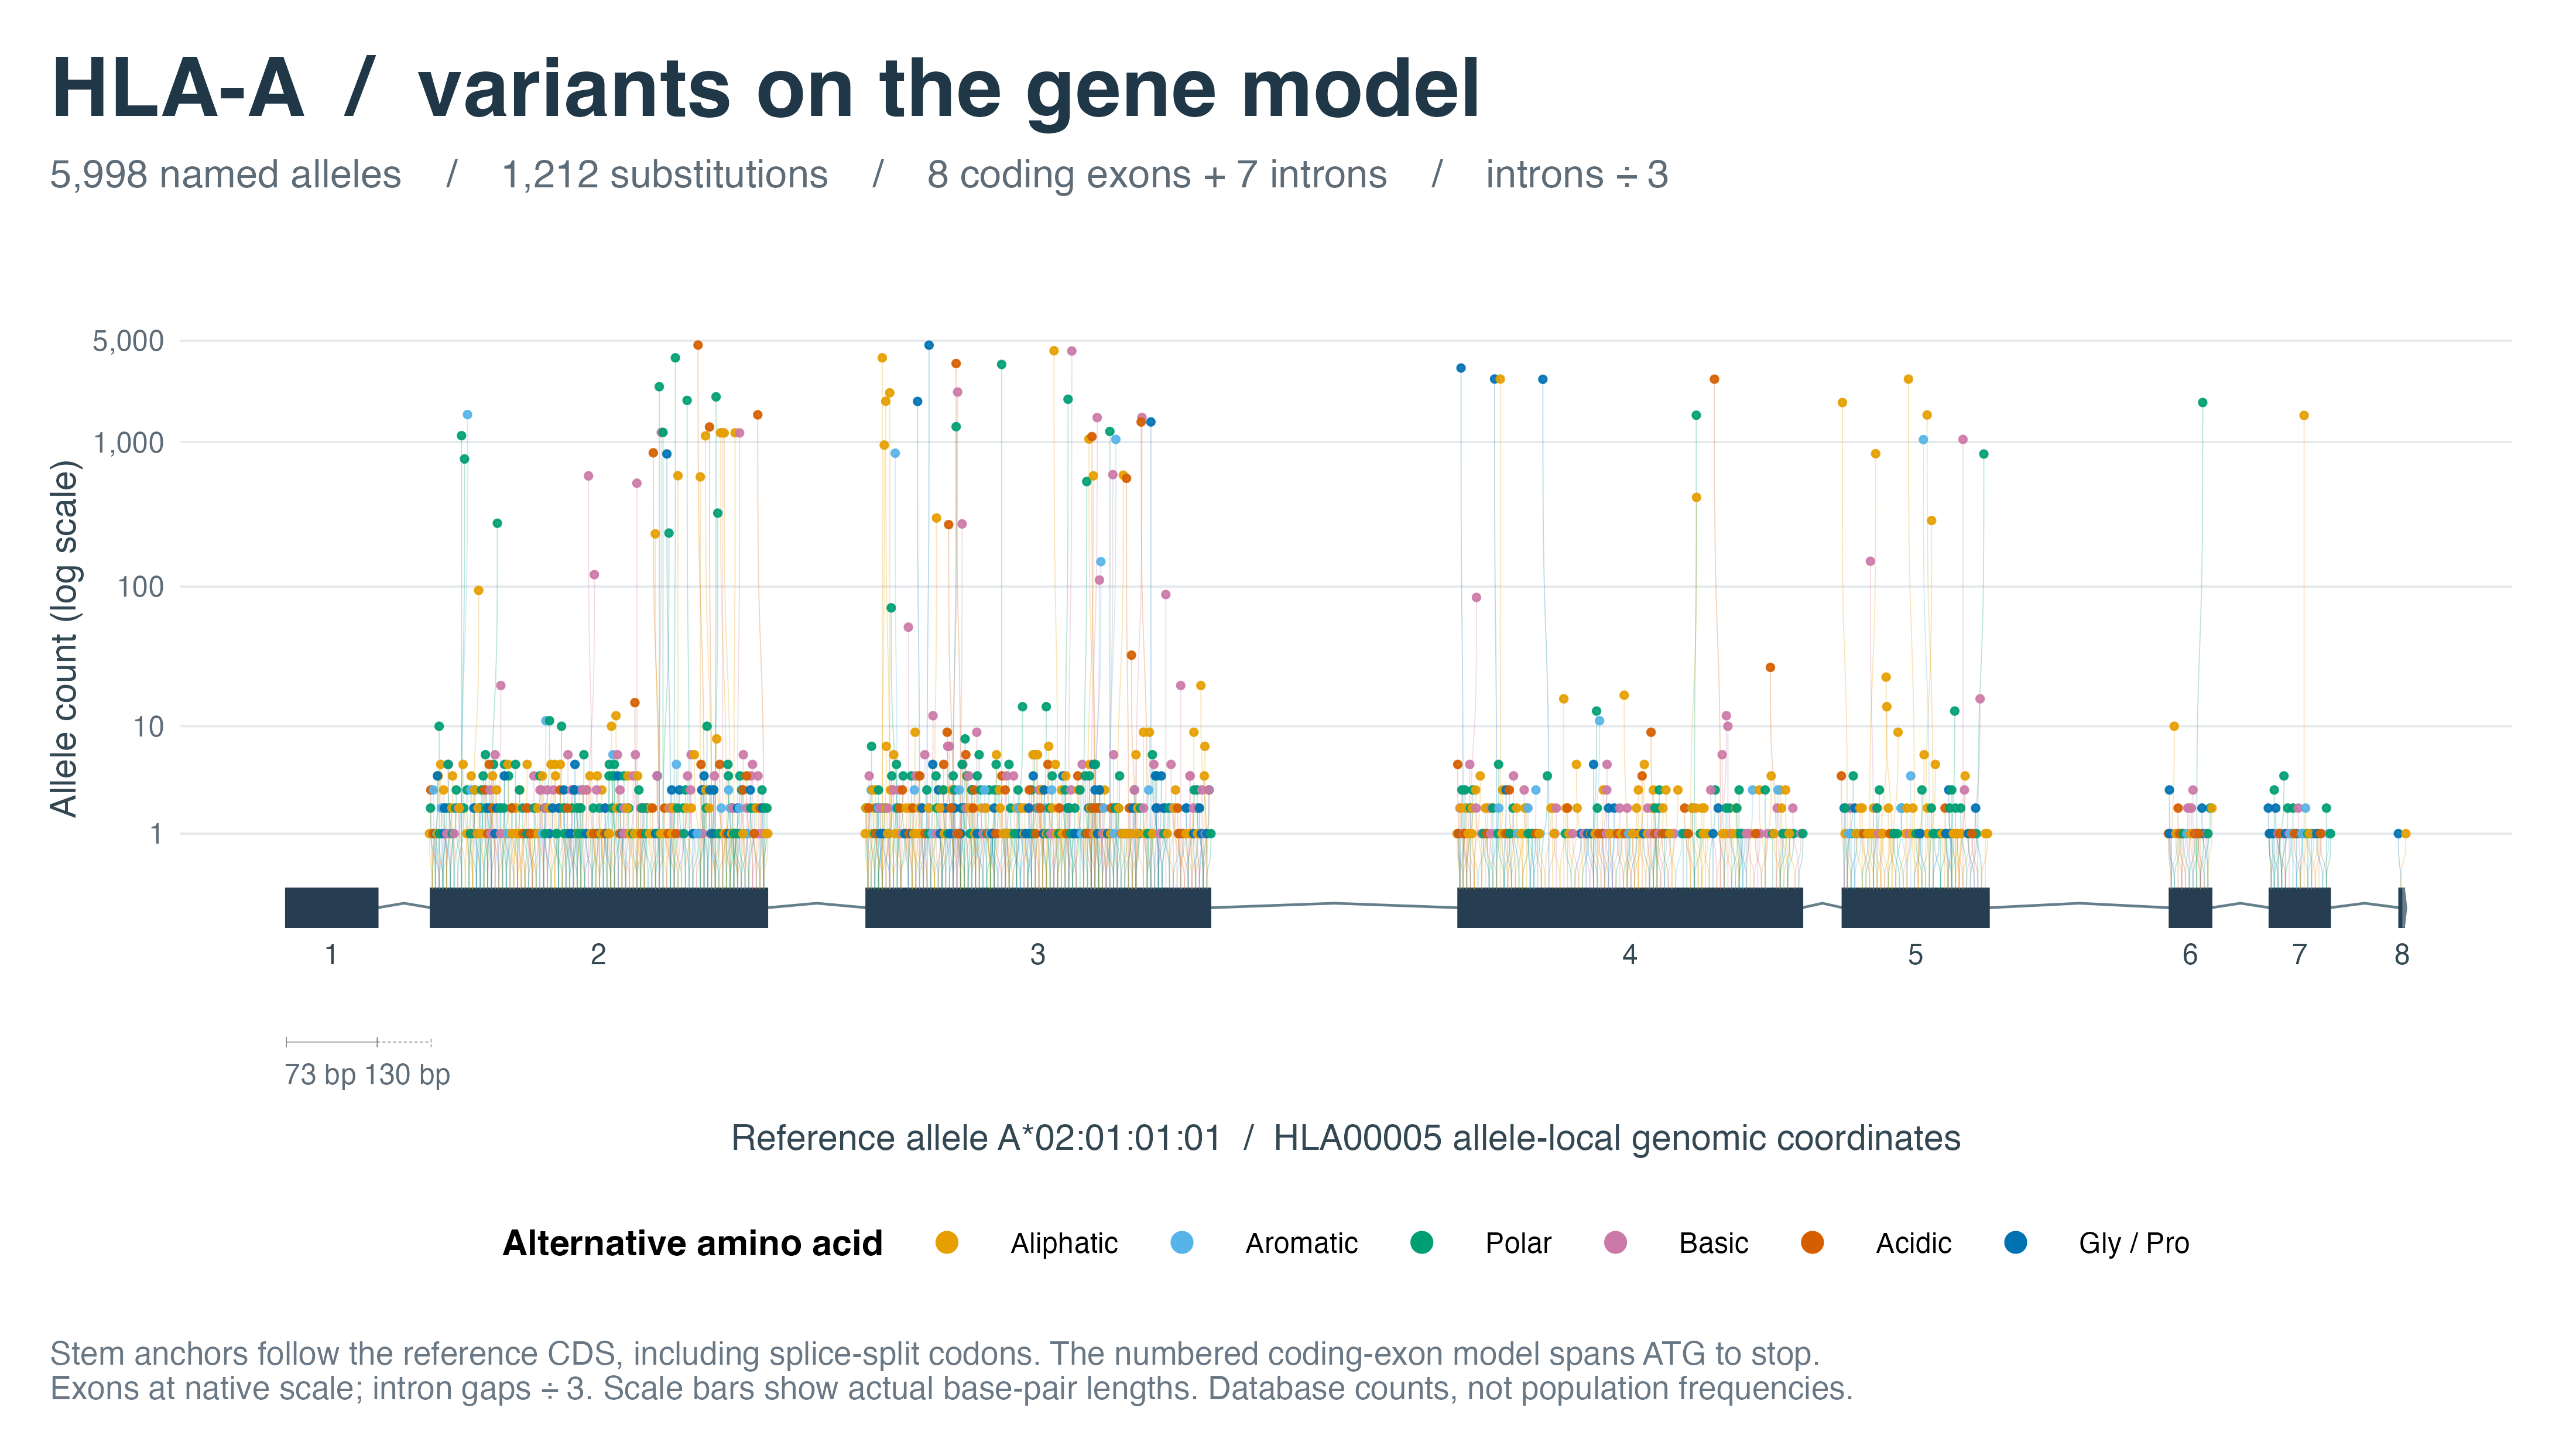 HLA-A / variants on the gene model
5,998 named alleles / 1,212 substitutions / 8 coding exons + 7 introns / introns ÷ 3
Allele count (log scale)
5,000
1,000
100
10
1
1 2 3 4 5 6 7 8
73 bp 130 bp
Reference allele A*02:01:01:01 / HLA00005 allele-local genomic coordinates
Alternative amino acid Aliphatic Aromatic Polar Basic Acidic Gly / Pro
Stem anchors follow the reference CDS, including splice-split codons. The numbered coding-exon model spans ATG to stop.
Exons at native scale; intron gaps ÷ 3. Scale bars show actual base-pair lengths. Database counts, not population frequencies.